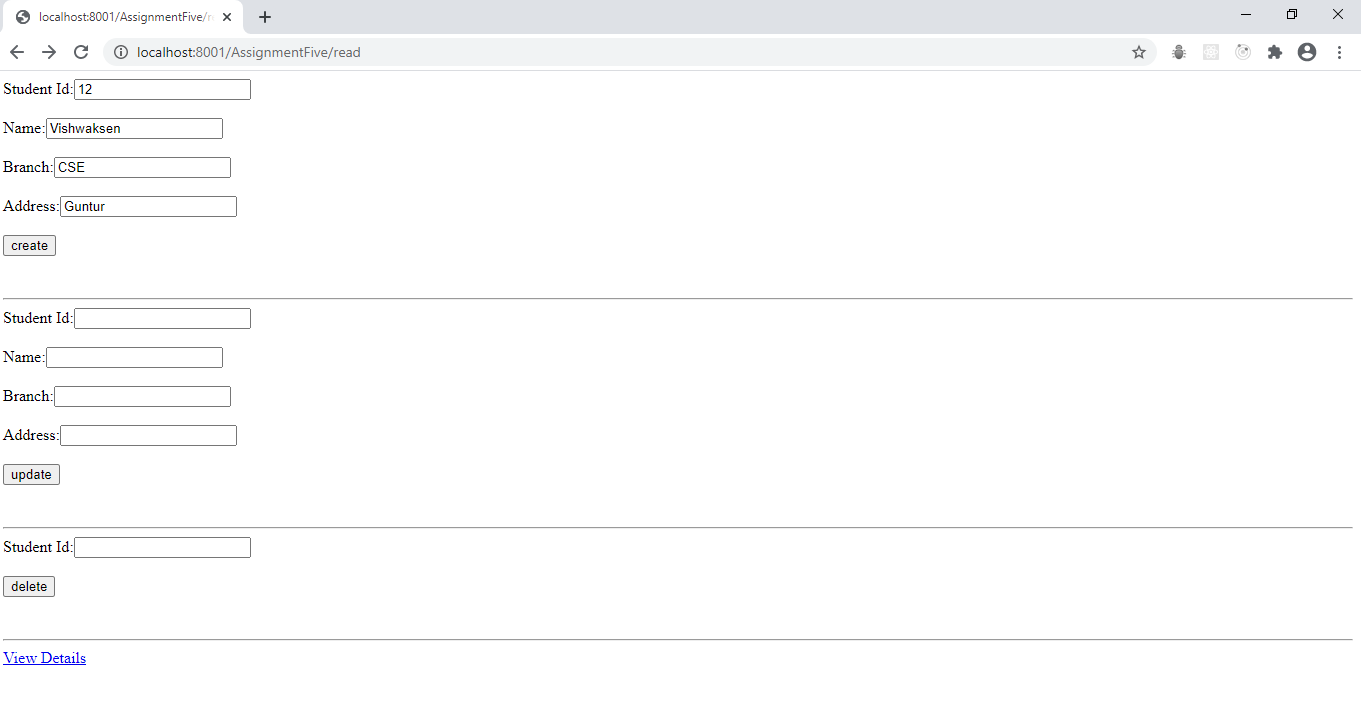 localhost:8001/AssignmentFive/r
localhost:8001/AssignmentFive/read
Student Id: 12
Name: Vishwaksen
Branch: CSE
Address: Guntur
create
Student Id:
Name:
Branch:
Address:
update
Student Id:
delete
View Details